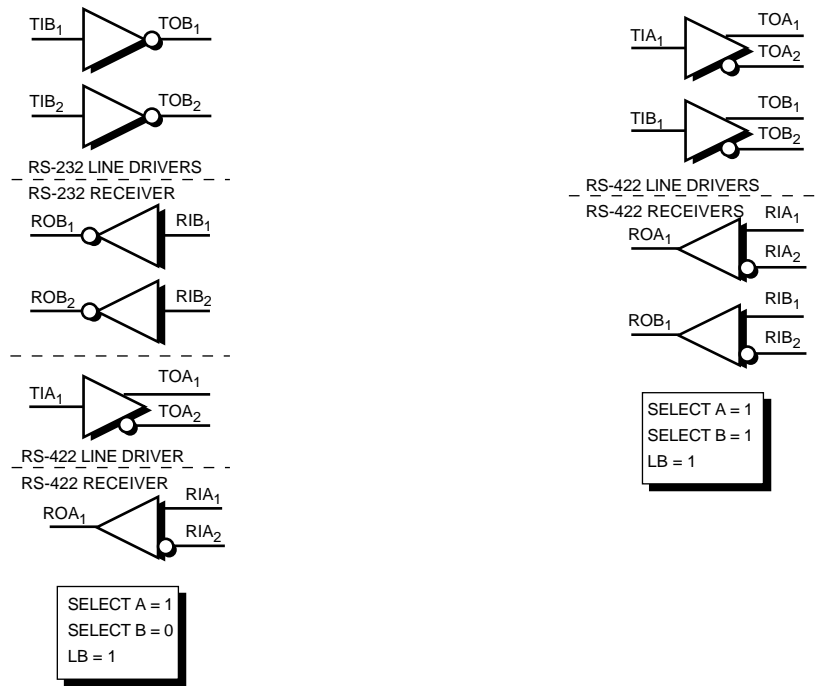 TIB1 TOB1
TIB2 TOB2
RS-232 LINE DRIVERS
RS-232 RECEIVER
ROB1 RIB1
ROB2 RIB2
TIA1 TOA1
TOA2
RS-422 LINE DRIVER
RS-422 RECEIVER
ROA1 RIA1
RIA2
SELECT A = 1
SELECT B = 0
LB = 1
TIA1 TOA1
TOA2
TIB1 TOB1
TOB2
RS-422 LINE DRIVERS
RS-422 RECEIVERS
ROA1 RIA1
RIA2
ROB1 RIB1
RIB2
SELECT A = 1
SELECT B = 1
LB = 1